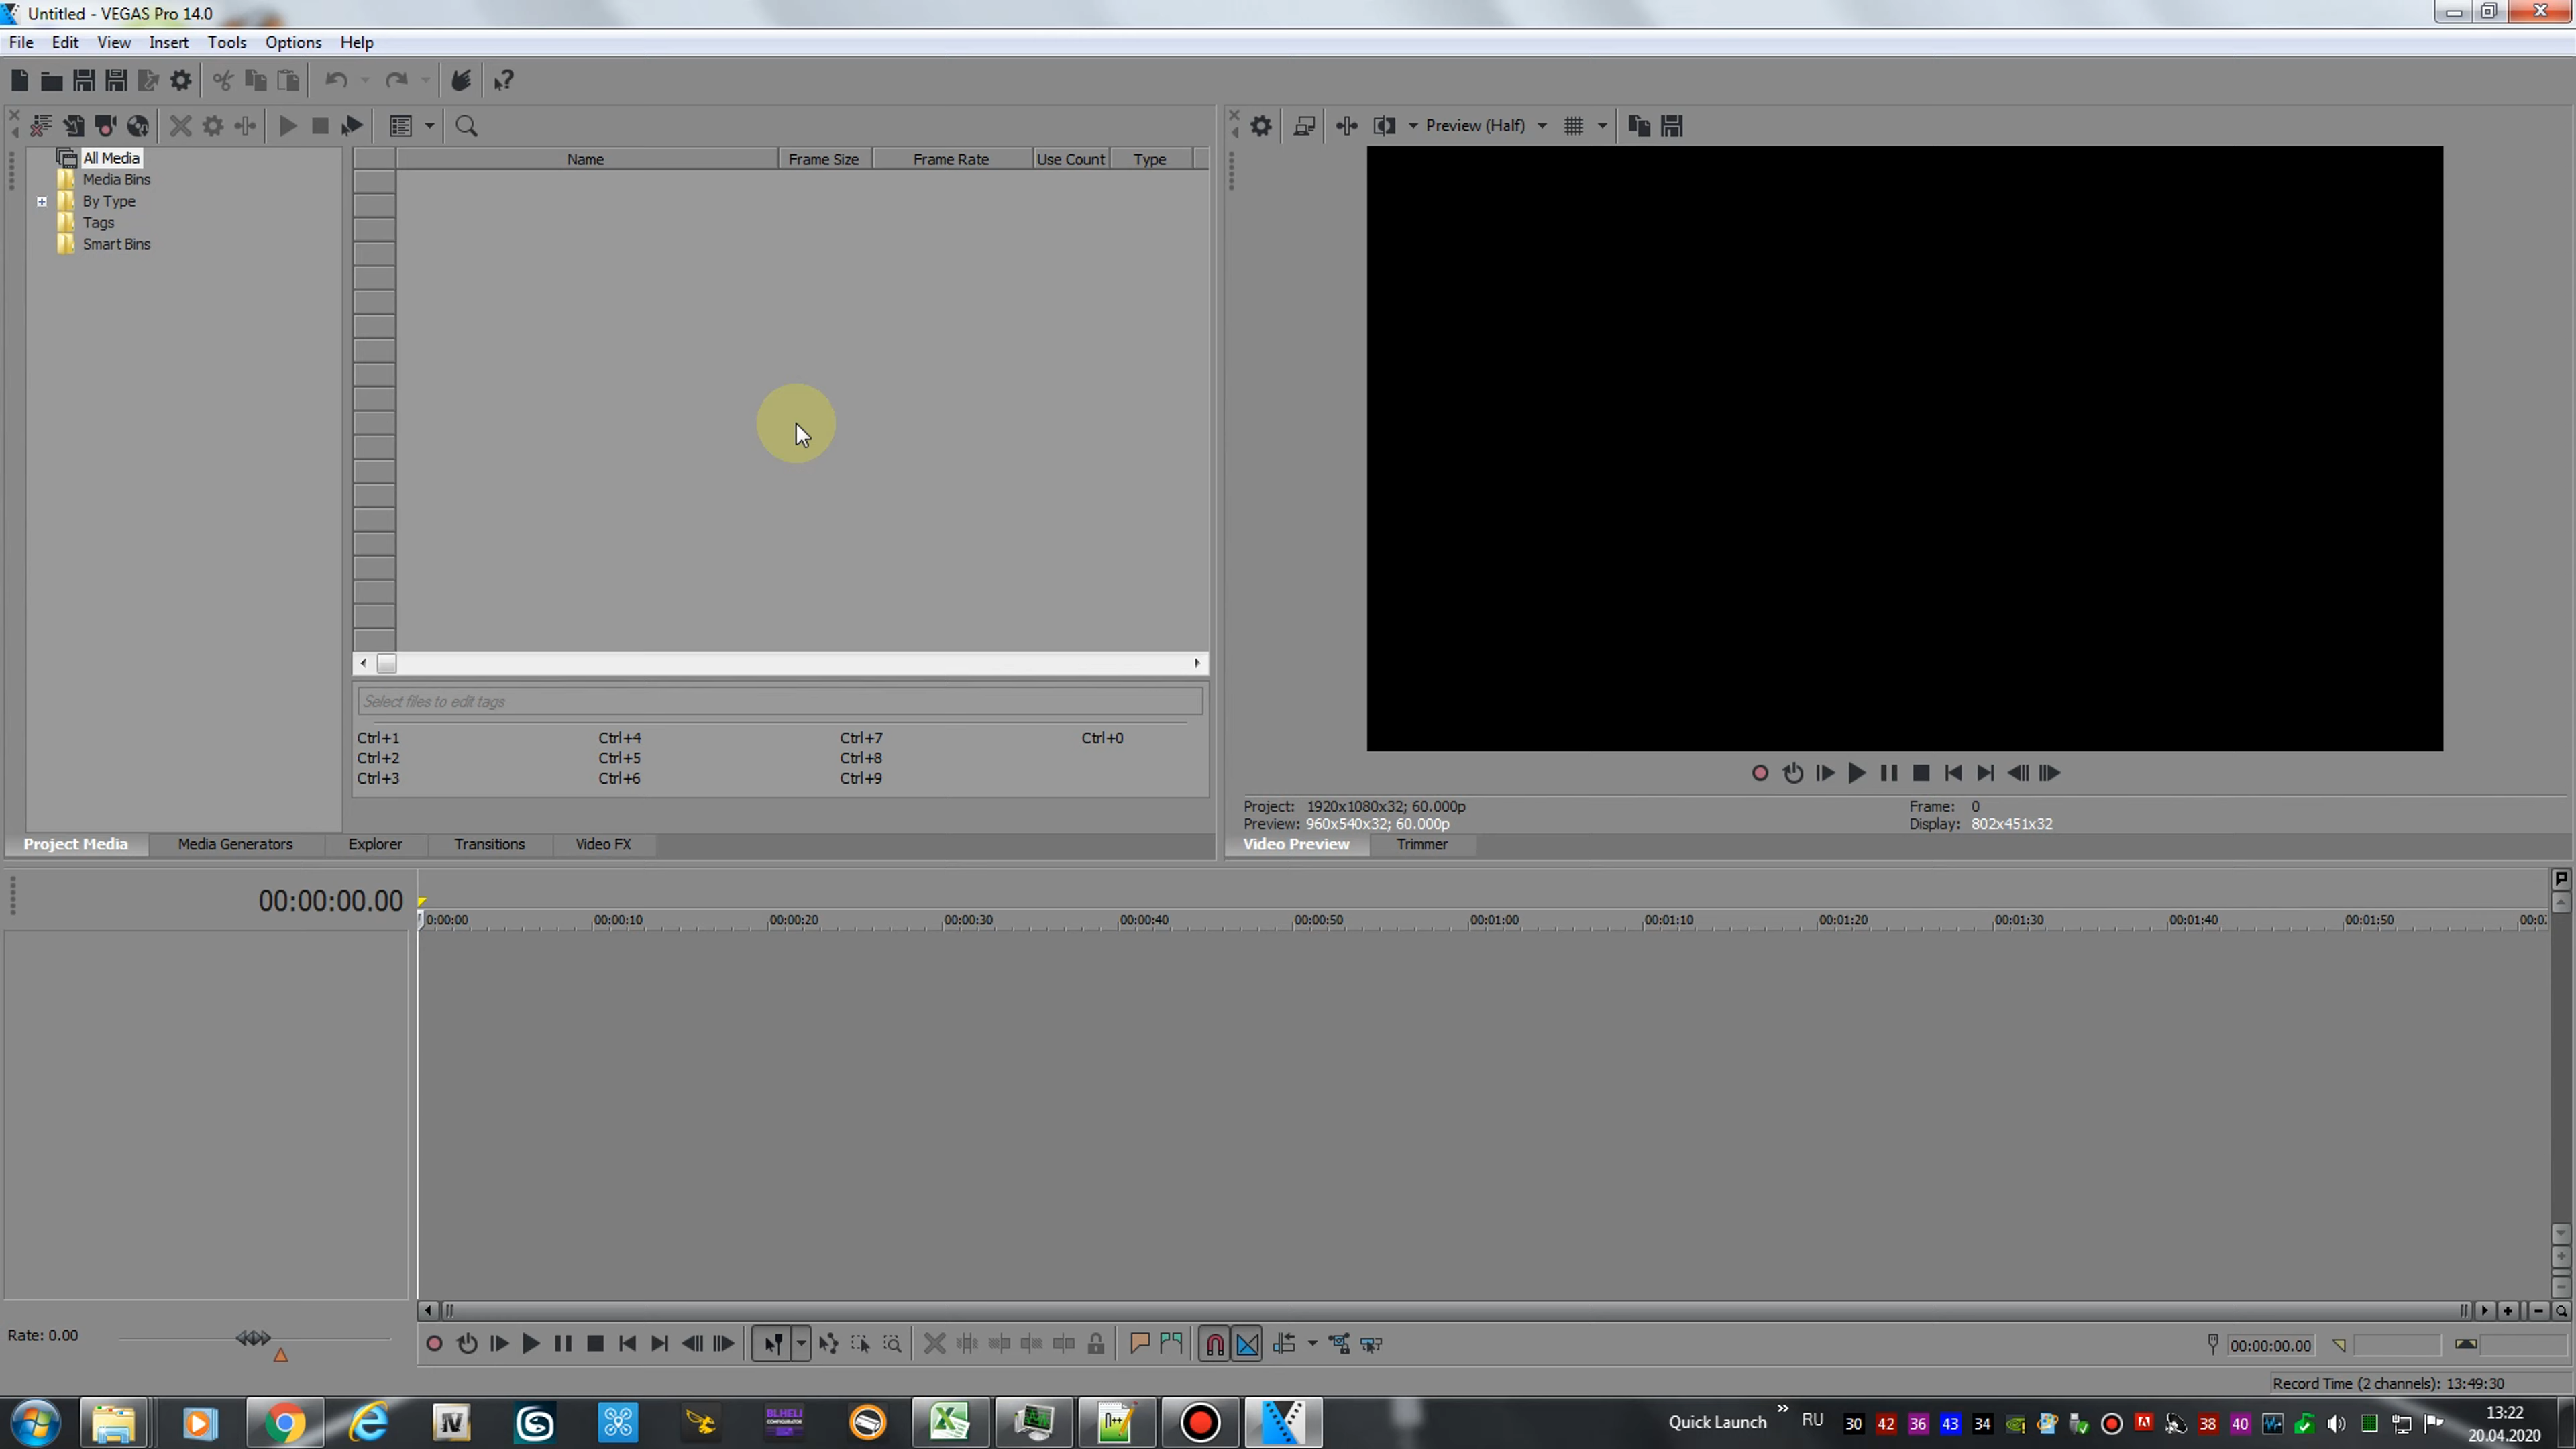 Untitled - VEGAS Pro 14.0
File Edit View Insert Tools Options Help
Preview (Half)
All Media
Media Bins
By Type
Tags
Smart Bins
Name Frame Size Frame Rate Use Count Type
Select files to edit tags
Ctrl+1 Ctrl+4 Ctrl+7 Ctrl+0
Ctrl+2 Ctrl+5 Ctrl+8
Ctrl+3 Ctrl+6 Ctrl+9
Project: 1920x1080x32; 60.000p Frame: 0
Preview: 960x540x32; 60.000p Display: 802x451x32
Project Media Media Generators Explorer Transitions Video FX
Video Preview Trimmer
00:00:00.00
0:00:00 00:00:10 00:00:20 00:00:30 00:00:40 00:00:50 00:01:00 00:01:10 00:01:20 00:01:30 00:01:40 00:01:50 00:0
Rate: 0.00
00:00:00.00
Record Time (2 channels): 13:49:30
BLHELI
Quick Launch » RU 30 42 36 43 34 38 40 13:22
20.04.2020